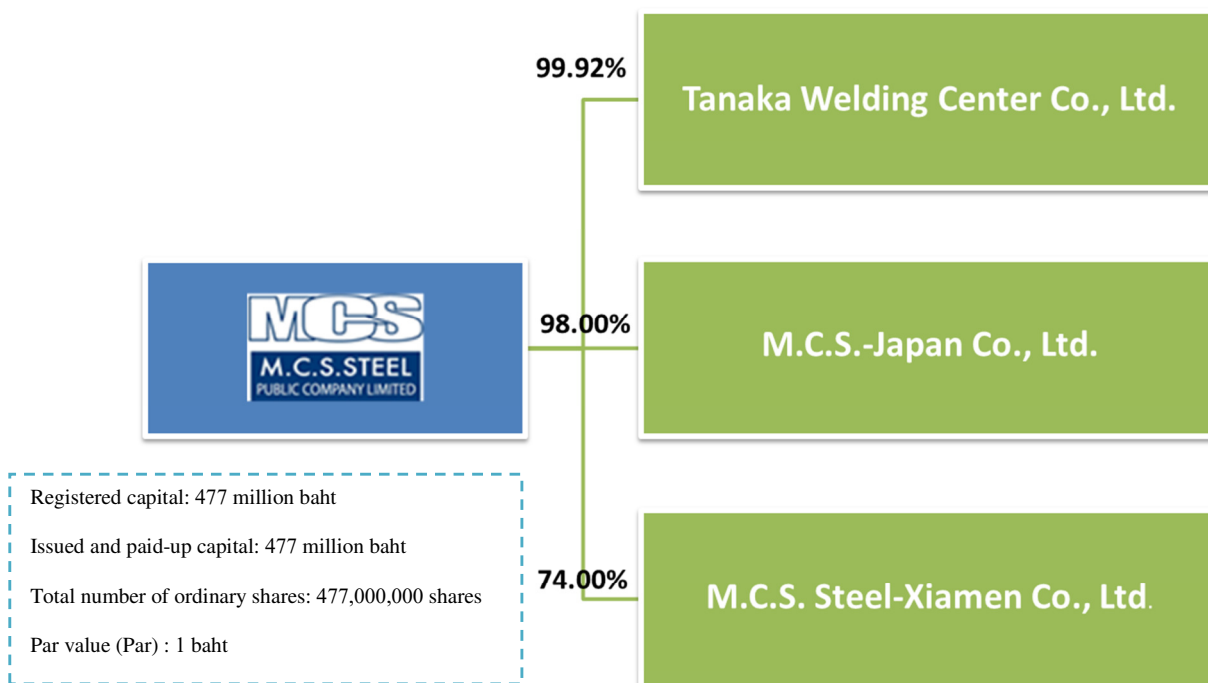 99.92%
Tanaka Welding Center Co., Ltd.
MCS
M.C.S.STEEL
PUBLIC COMPANY LIMITED
98.00%
M.C.S.-Japan Co., Ltd.
Registered capital: 477 million baht
Issued and paid-up capital: 477 million baht
Total number of ordinary shares: 477,000,000 shares
Par value (Par) : 1 baht
74.00%
M.C.S. Steel-Xiamen Co., Ltd.